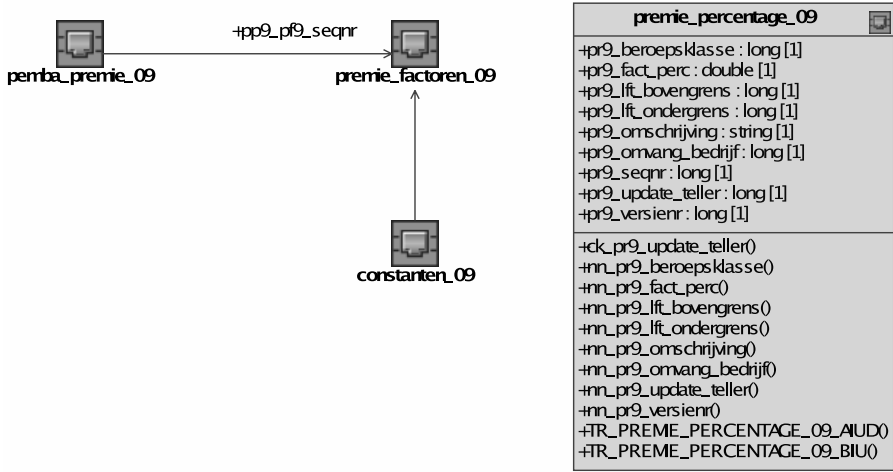 +pp9_pf9_seqnr
pemba_premie_09
premie_factoren_09
constanten_09
premie_percentage_09
+pr9_beroepsklasse : long [1]
+pr9_fact_perc : double [1]
+pr9_lft_bovengrens : long [1]
+pr9_lft_ondergrens : long [1]
+pr9_omschrijving : string [1]
+pr9_omvang_bedrijf : long [1]
+pr9_seqnr : long [1]
+pr9_update_teller : long [1]
+pr9_versienr : long [1]
+ck_pr9_update_teller()
+nn_pr9_beroepsklasse()
+nn_pr9_fact_perc()
+nn_pr9_lft_bovengrens()
+nn_pr9_lft_ondergrens()
+nn_pr9_omschrijving()
+nn_pr9_omvang_bedrijf()
+nn_pr9_update_teller()
+nn_pr9_versienr()
+TR_PREMIE_PERCENTAGE_09_AIUD()
+TR_PREMIE_PERCENTAGE_09_BIU()